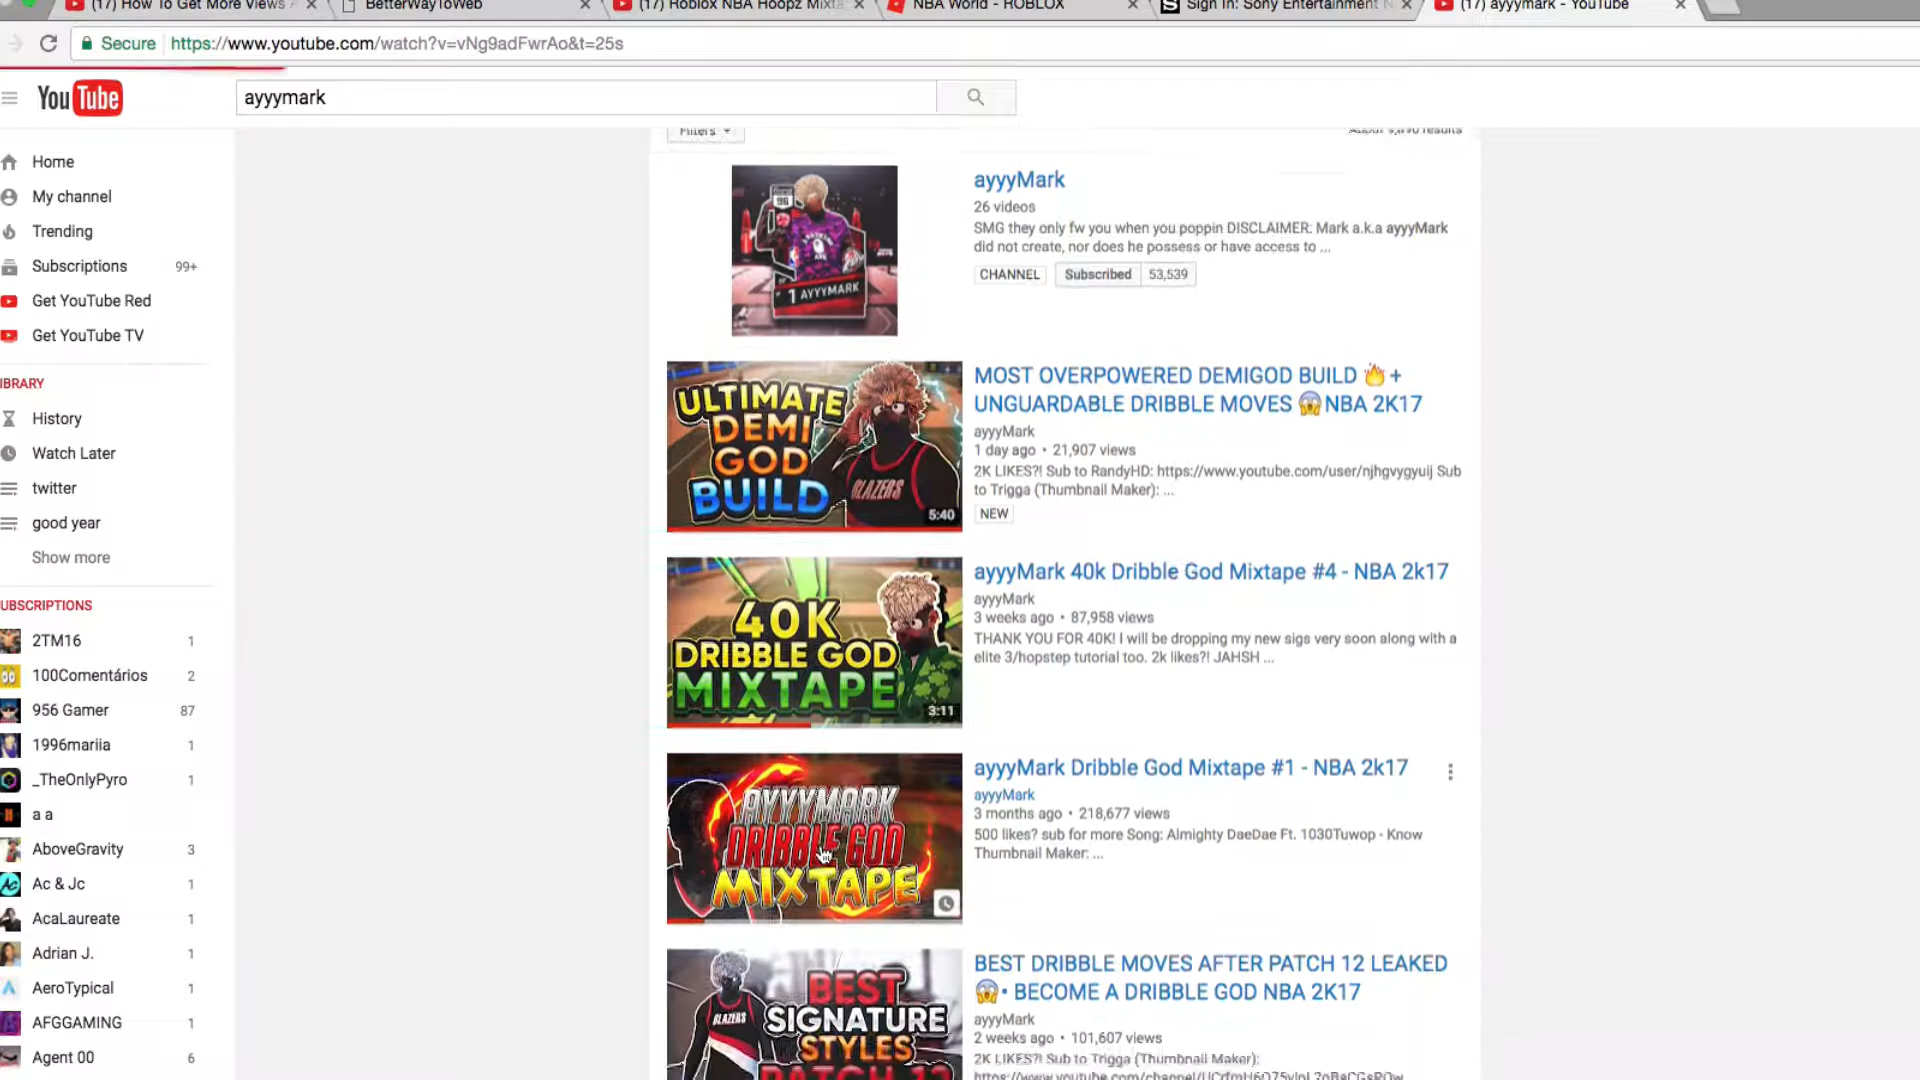 (17) How To Get More Views
BetterWayToWeb
(17) Roblox NBA Hoopz Mixta
NBA World - ROBLOX
Sign In: Sony Entertainment N
(17) ayyymark - YouTube
Secure https://www.youtube.com/watch?v=vNg9adFwrAo&t=25s
YouTube
ayyymark
Filters
Home
My channel
Trending
Subscriptions 99+
Get YouTube Red
Get YouTube TV
IBRARY
History
Watch Later
twitter
good year
Show more
UBSCRIPTIONS
2TM16 1
100Comentários 2
956 Gamer 87
1996mariia 1
_TheOnlyPyro 1
a a
AboveGravity 3
Ac & Jc 1
AcaLaureate 1
Adrian J. 1
AeroTypical 1
AFGGAMING 1
Agent 00 6
96
1 AYYYMARK
ayyyMark
26 videos
SMG they only fw you when you poppin DISCLAIMER: Mark a.k.a ayyyMark
did not create, nor does he possess or have access to ...
CHANNEL Subscribed 53,539
ULTIMATE
DEMI
GOD
BUILD
BLAZERS
5:40
MOST OVERPOWERED DEMIGOD BUILD 🔥 +
UNGUARDABLE DRIBBLE MOVES 😱 NBA 2K17
ayyyMark
1 day ago • 21,907 views
2K LIKES?! Sub to RandyHD: https://www.youtube.com/user/njhgvygyuij Sub
to Trigga (Thumbnail Maker): ...
NEW
40K
DRIBBLE GOD
MIXTAPE
3:11
ayyyMark 40k Dribble God Mixtape #4 - NBA 2k17
ayyyMark
3 weeks ago • 87,958 views
THANK YOU FOR 40K! I will be dropping my new sigs very soon along with a
elite 3/hopstep tutorial too. 2k likes?! JAHSH ...
AYYYMARK
DRIBBLE GOD
MIXTAPE
ayyyMark Dribble God Mixtape #1 - NBA 2k17
ayyyMark
3 months ago • 218,677 views
500 likes? sub for more Song: Almighty DaeDae Ft. 1030Tuwop - Know
Thumbnail Maker: ...
BEST
SIGNATURE
STYLES
PATCH 12
BLAZERS
BEST DRIBBLE MOVES AFTER PATCH 12 LEAKED
😱 • BECOME A DRIBBLE GOD NBA 2K17
ayyyMark
2 weeks ago • 101,607 views
2K LIKES?! Sub to Trigga (Thumbnail Maker):